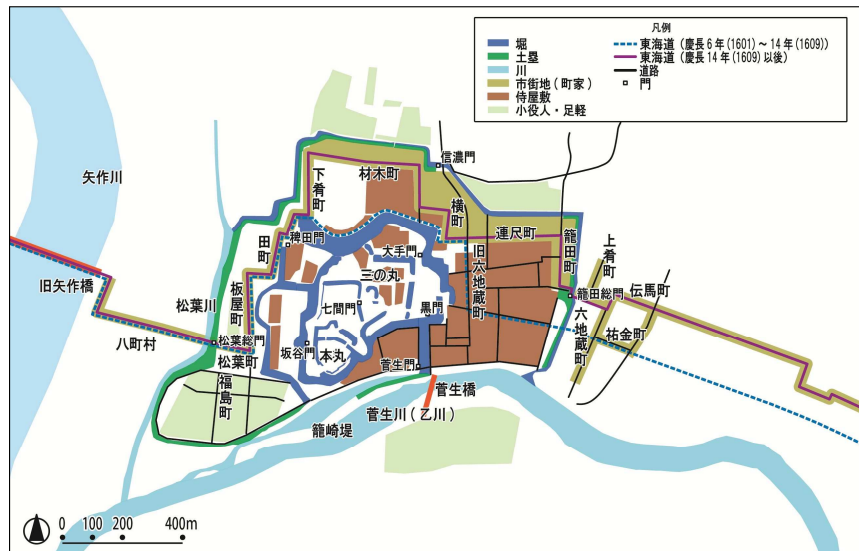 凡例
堀
土塁
川
市街地(町家)
侍屋敷
小役人・足軽
東海道(慶長6年(1601)~14年(1609))
東海道(慶長14年(1609)以後)
道路
門
信濃門
材木町
下肴町
矢作川
横町
連尺町
籠田町
上肴町
田町
稗田門
大手門
三の丸
旧六地蔵町
旧矢作橋
松葉川
板屋町
七間門
黒門
籠田総門
伝馬町
六地蔵町
祐金町
八町村
松葉総門
松葉町
坂谷門
本丸
菅生門
福島町
菅生橋
菅生川(乙川)
籠崎堤
0 100 200 400m